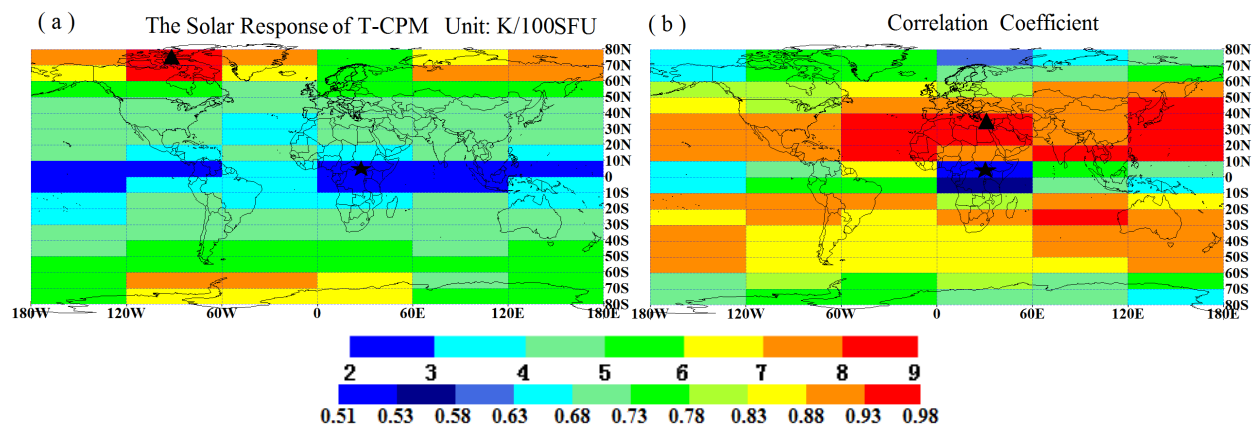 ( a ) The Solar Response of T-CPM Unit: K/100SFU
( b ) Correlation Coefficient
80N
70N
60N
50N
40N
30N
20N
10N
0
10S
20S
30S
40S
50S
60S
70S
80S
180W 120W 60W 0 60E 120E 180E
80N
70N
60N
50N
40N
30N
20N
10N
0
10S
20S
30S
40S
50S
60S
70S
80S
180W 120W 60W 0 60E 120E 180E
2 3 4 5 6 7 8 9
0.51 0.53 0.58 0.63 0.68 0.73 0.78 0.83 0.88 0.93 0.98